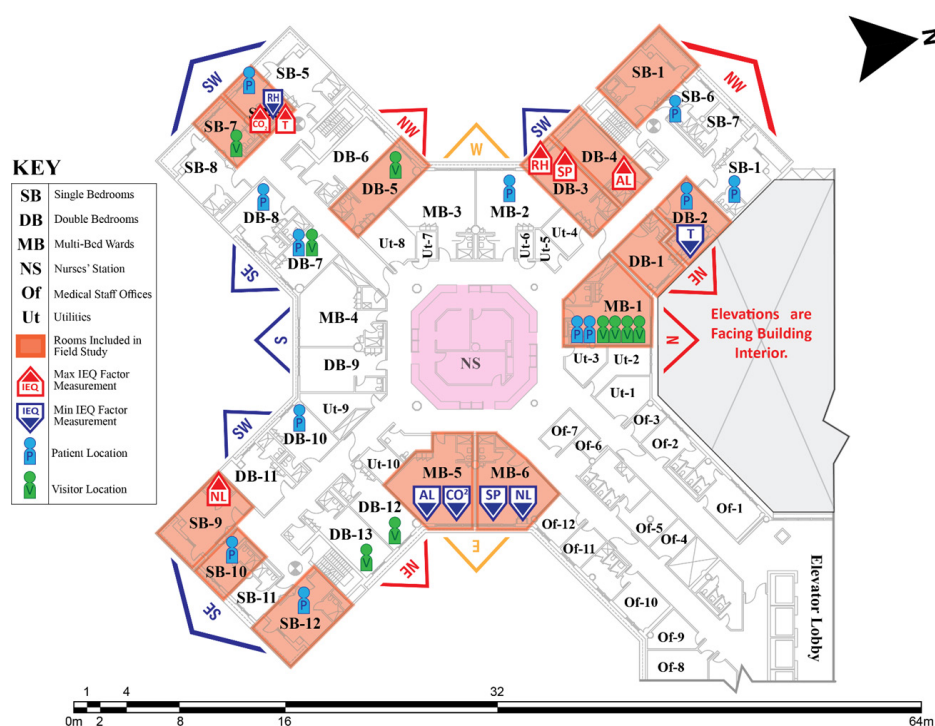 N
KEY
SB Single Bedrooms
DB Double Bedrooms
MB Multi-Bed Wards
NS Nurses' Station
Of Medical Staff Offices
Ut Utilities
Rooms Included in
Field Study
IEQ Max IEQ Factor
Measurement
IEQ Min IEQ Factor
Measurement
P Patient Location
V Visitor Location
SW
SB-5
P
RH
CO
T
SB-7
V
SB-8
NW
DB-6
V
DB-5
W
SW
SB-1
P
SB-6
SB-7
NW
SB-1
P
RH
SP
DB-4
AL
DB-3
P
DB-8
P
V
DB-7
SE
MB-3
P
MB-2
Ut-8
Ut-7
Ut-6
Ut-5
Ut-4
P
DB-2
T
NE
DB-1
MB-1
P
P
V
V
V
V
N
Elevations are
Facing Building
Interior.
S
MB-4
DB-9
NS
Ut-3
Ut-2
Ut-1
Ut-9
SW
P
DB-10
DB-11
Ut-10
DB-12
V
DB-13
V
NE
MB-5
AL
CO²
MB-6
SP
NL
E
Of-7
Of-6
Of-3
Of-2
Of-1
Of-5
Of-4
Of-12
Of-11
Of-10
Of-9
Of-8
Elevator Lobby
NL
SB-9
P
SB-10
SB-11
SE
P
SB-12
1 4 32
0m 2 8 16 64m